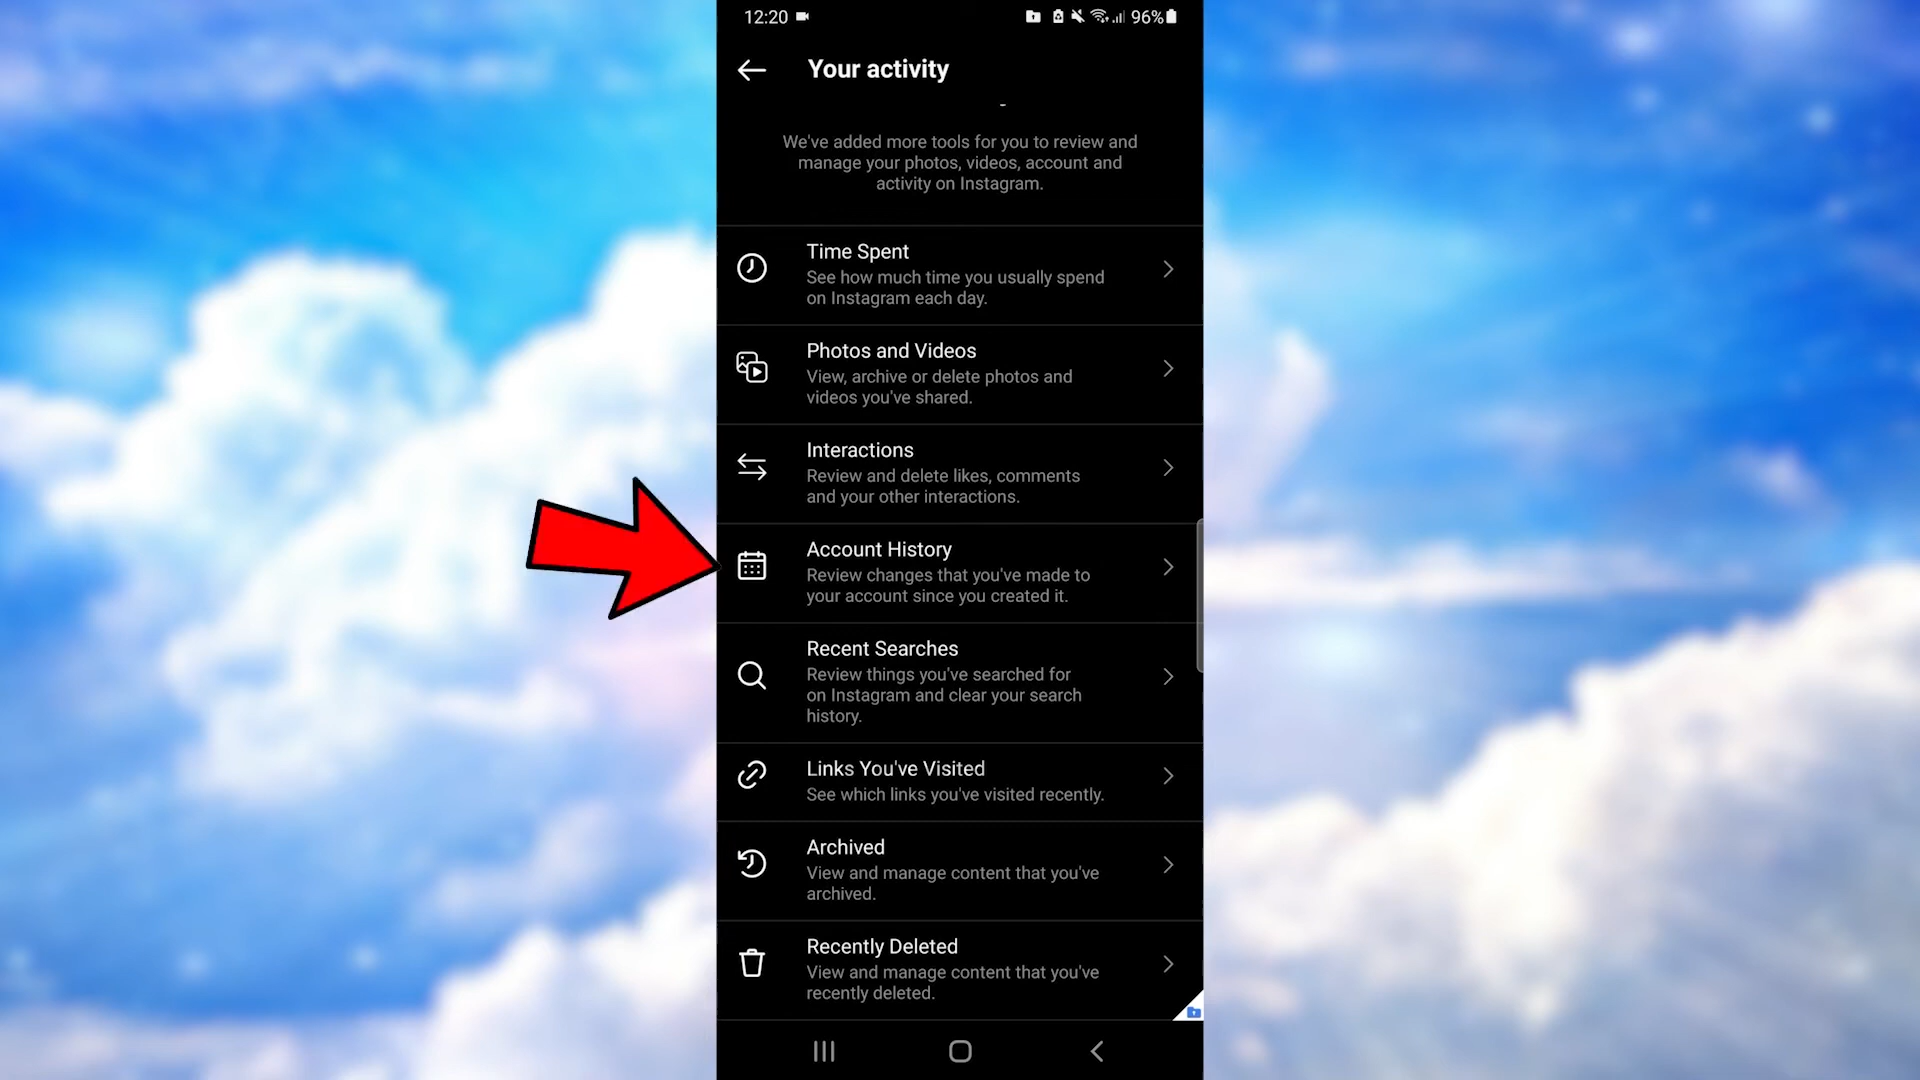 12:20
96%
Your activity
We've added more tools for you to review and
manage your photos, videos, account and
activity on Instagram.
Time Spent
See how much time you usually spend
on Instagram each day.
Photos and Videos
View, archive or delete photos and
videos you've shared.
Interactions
Review and delete likes, comments
and your other interactions.
Account History
Review changes that you've made to
your account since you created it.
Recent Searches
Review things you've searched for
on Instagram and clear your search
history.
Links You've Visited
See which links you've visited recently.
Archived
View and manage content that you've
archived.
Recently Deleted
View and manage content that you've
recently deleted.